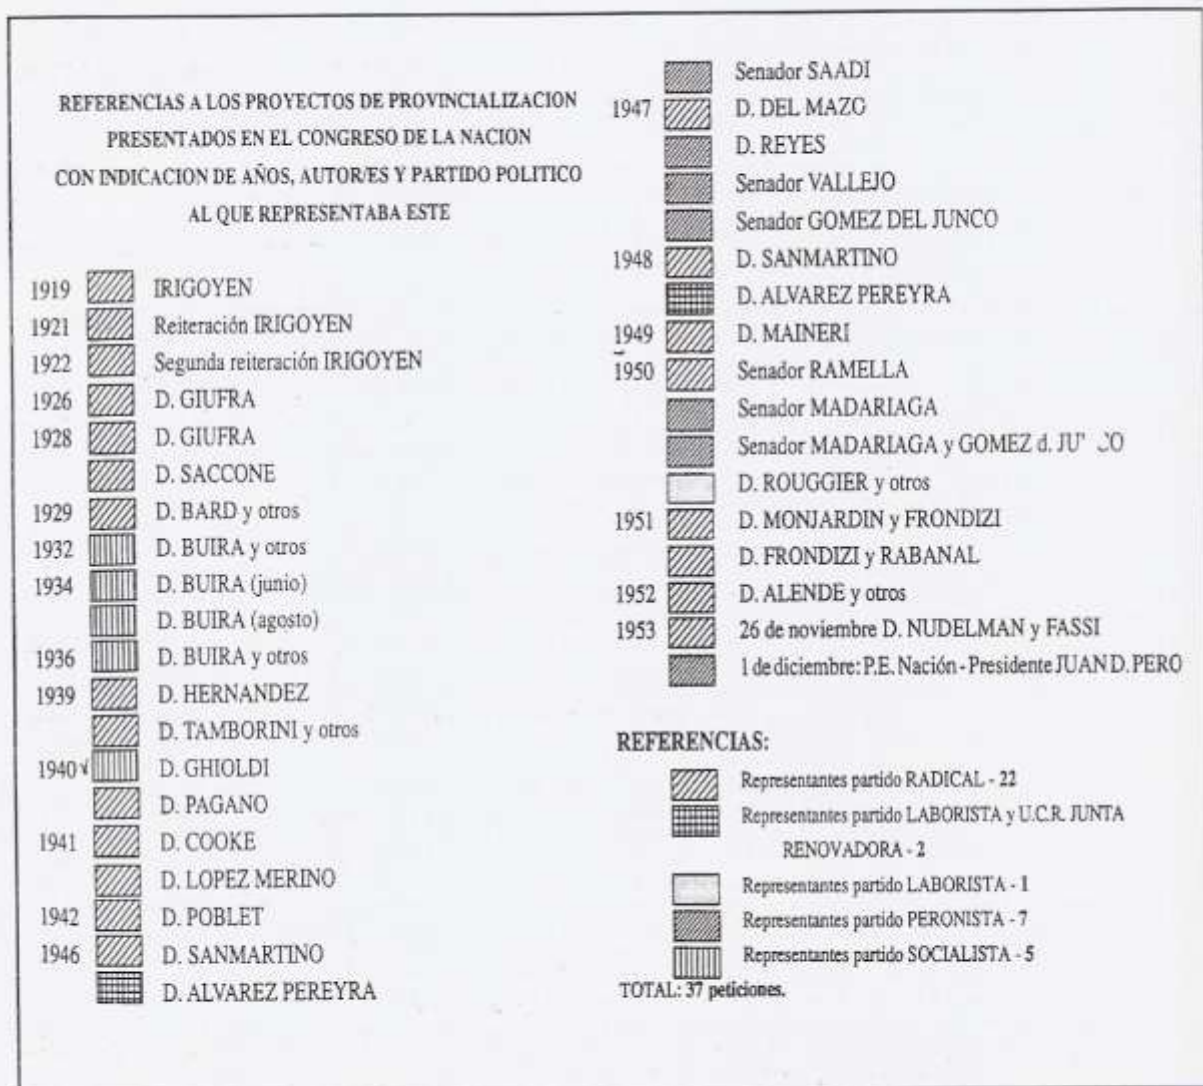 REFERENCIAS A LOS PROYECTOS DE PROVINCIALIZACION
PRESENTADOS EN EL CONGRESO DE LA NACION
CON INDICACION DE AÑOS, AUTOR/ES Y PARTIDO POLITICO
AL QUE REPRESENTABA ESTE
1919 IRIGOYEN
1921 Reiteración IRIGOYEN
1922 Segunda reiteración IRIGOYEN
1926 D. GIUFRA
1928 D. GIUFRA
D. SACCONE
1929 D. BARD y otros
1932 D. BUIRA y otros
1934 D. BUIRA (junio)
D. BUIRA (agosto)
1936 D. BUIRA y otros
1939 D. HERNANDEZ
D. TAMBORINI y otros
1940 D. GHIOLDI
D. PAGANO
1941 D. COOKE
D. LOPEZ MERINO
1942 D. POBLET
1946 D. SANMARTINO
D. ALVAREZ PEREYRA
Senador SAADI
1947 D. DEL MAZO
D. REYES
Senador VALLEJO
Senador GOMEZ DEL JUNCO
1948 D. SANMARTINO
D. ALVAREZ PEREYRA
1949 D. MAINERI
1950 Senador RAMELLA
Senador MADARIAGA
Senador MADARIAGA y GOMEZ d.
D. ROUGGIER y otros
1951 D. MONJARDIN y FRONDIZI
D. FRONDIZI y RABANAL
1952 D. ALENDE y otros
1953 26 de noviembre D. NUDELMAN y FASSI
1 de diciembre: P.E. Nación - Presidente JUAN D. PERO
REFERENCIAS:
Representantes partido RADICAL - 22
Representantes partido LABORISTA y U.C.R. JUNTA
RENOVADORA - 2
Representantes partido LABORISTA - 1
Representantes partido PERONISTA - 7
Representantes partido SOCIALISTA - 5
TOTAL: 37 peticiones.